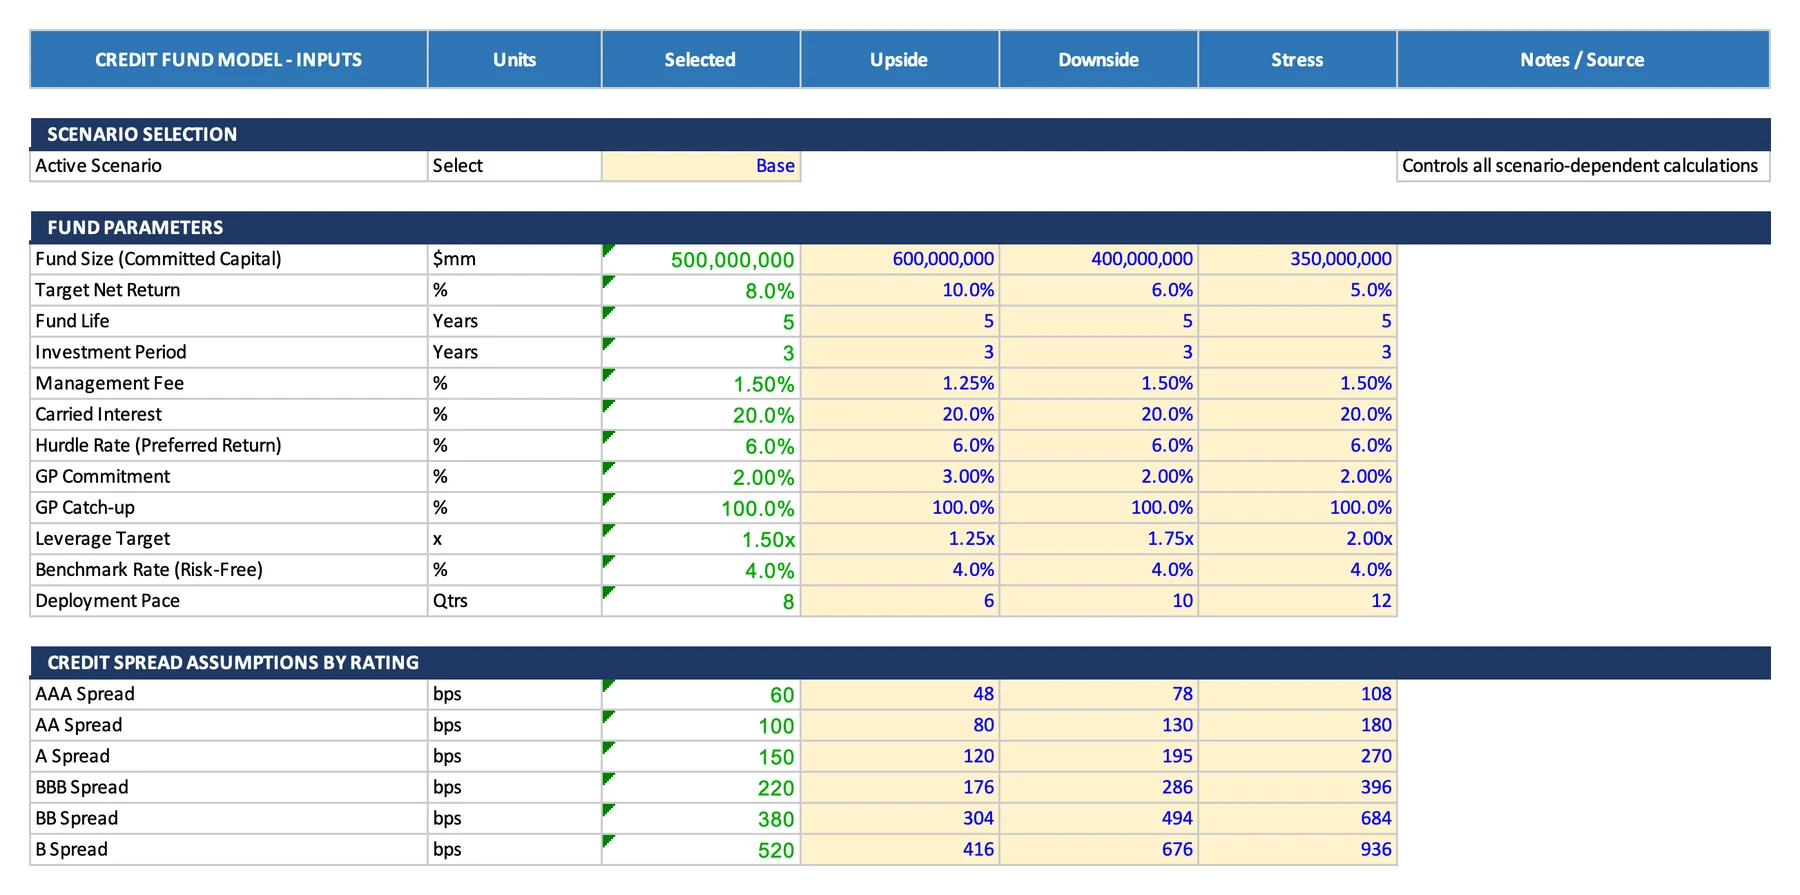 CREDIT FUND MODEL - INPUTS Units Selected Upside Downside Stress Notes / Source
SCENARIO SELECTION
Active Scenario Select Base Controls all scenario-dependent calculations
FUND PARAMETERS
Fund Size (Committed Capital) $mm 500,000,000 600,000,000 400,000,000 350,000,000
Target Net Return % 8.0% 10.0% 6.0% 5.0%
Fund Life Years 5 5 5 5
Investment Period Years 3 3 3 3
Management Fee % 1.50% 1.25% 1.50% 1.50%
Carried Interest % 20.0% 20.0% 20.0% 20.0%
Hurdle Rate (Preferred Return) % 6.0% 6.0% 6.0% 6.0%
GP Commitment % 2.00% 3.00% 2.00% 2.00%
GP Catch-up % 100.0% 100.0% 100.0% 100.0%
Leverage Target x 1.50x 1.25x 1.75x 2.00x
Benchmark Rate (Risk-Free) % 4.0% 4.0% 4.0% 4.0%
Deployment Pace Qtrs 8 6 10 12
CREDIT SPREAD ASSUMPTIONS BY RATING
AAA Spread bps 60 48 78 108
AA Spread bps 100 80 130 180
A Spread bps 150 120 195 270
BBB Spread bps 220 176 286 396
BB Spread bps 380 304 494 684
B Spread bps 520 416 676 936